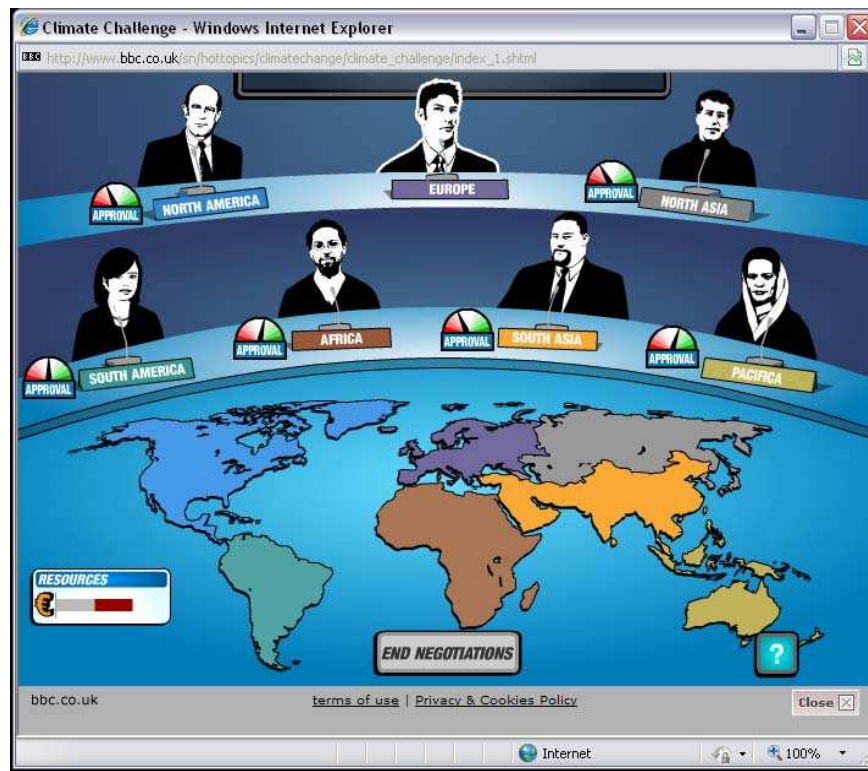 Climate Challenge - Windows Internet Explorer
BBC http://www.bbc.co.uk/sn/hottopics/climatechange/climate_challenge/index_1.shtml
APPROVAL NORTH AMERICA
EUROPE
APPROVAL NORTH ASIA
APPROVAL SOUTH AMERICA
APPROVAL AFRICA
APPROVAL SOUTH ASIA
APPROVAL PACIFICA
RESOURCES
€
END NEGOTIATIONS
?
bbc.co.uk
terms of use | Privacy & Cookies Policy
Close
Internet
100%